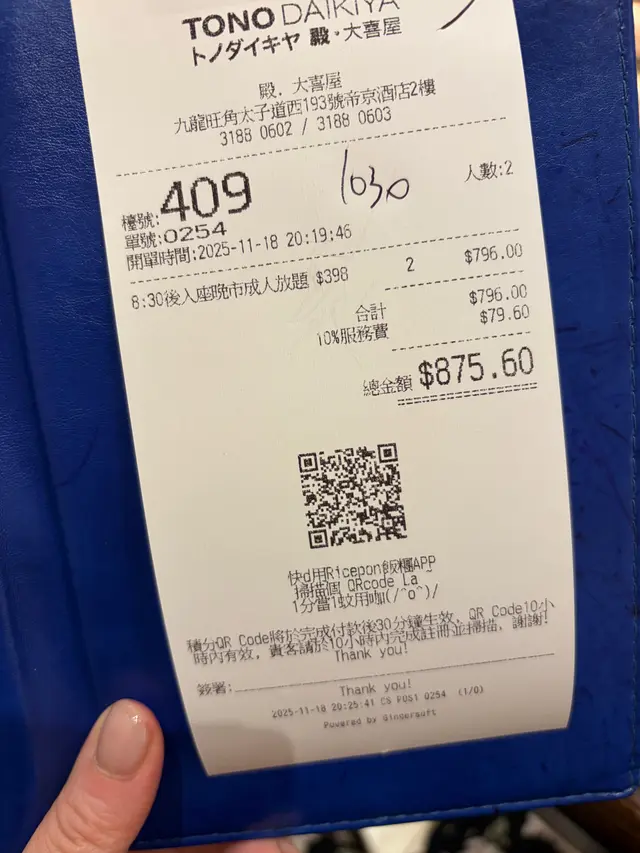 TONO DAIKIYA
トノダイキヤ 殿・大喜屋
殿．大喜屋
九龍旺角太子道西193號帝京酒店2樓
3188 0602 / 3188 0603
檯號:409 1030 人數:2
單號:0254
開單時間:2025-11-18 20:19:46
8:30後入座晚市成人放題 $398 2 $796.00
合計 $796.00
10%服務費 $79.60
總金額 $875.60
快d用Ricepon飯糰APP
掃描個 QRcode La~
1分當1蚊用咖(/^o^)/
積分QR Code將於完成付款後30分鐘生效，QR Code10小
時內有效，貴客請於10小時內完成註冊並掃描，謝謝!
Thank you!
簽署:
Thank you!
2025-11-18 20:25:41 CS POS1 0254 (1/0)
Powered by Gingersoft